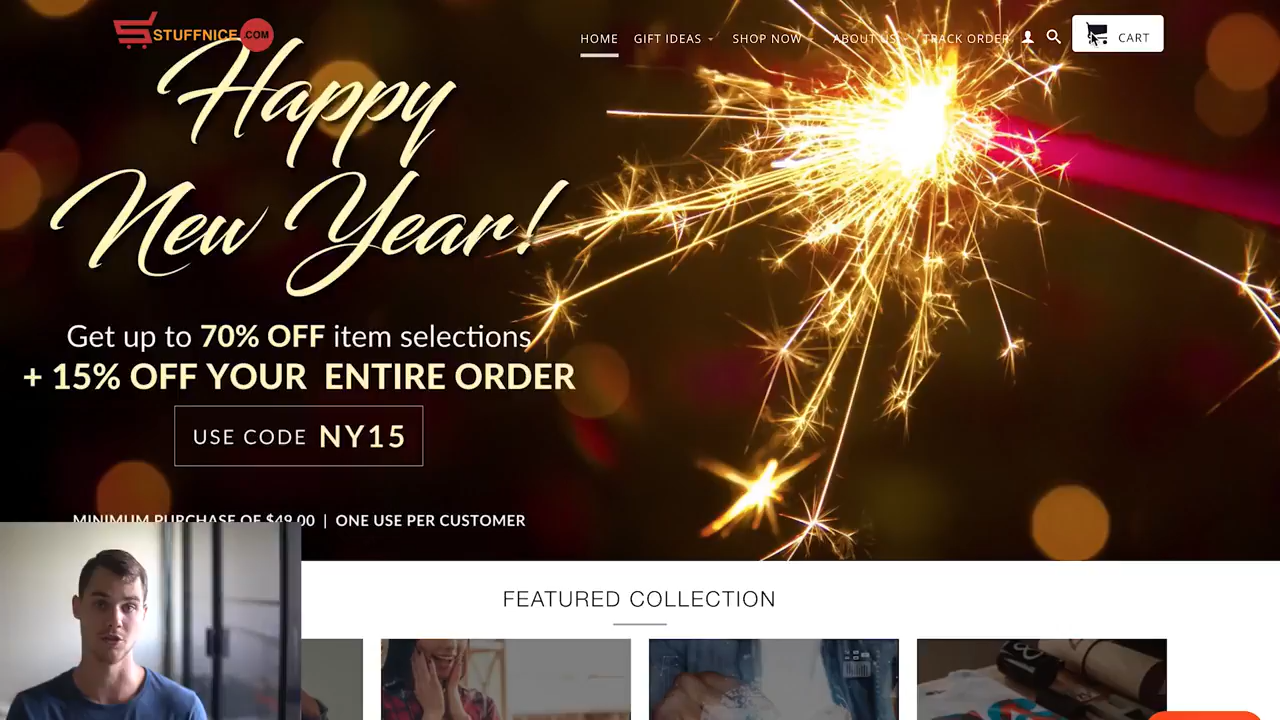 STUFFNICE.COM
HOME GIFT IDEAS SHOP NOW ABOUT US TRACK ORDER CART
Happy
New Year!
Get up to 70% OFF item selections
+ 15% OFF YOUR ENTIRE ORDER
USE CODE NY15
MINIMUM PURCHASE OF $49.00 | ONE USE PER CUSTOMER
FEATURED COLLECTION